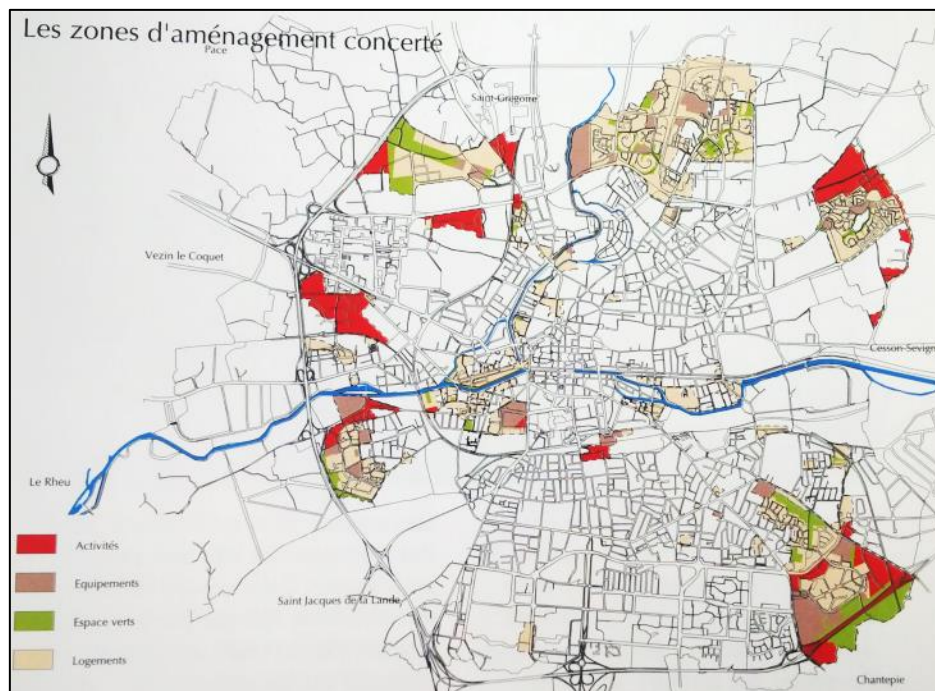 Les zones d'aménagement concerté
Pace
Saint-Grégoire
Vezin le Coquet
Cesson-Sevign
Le Rheu
Activités
Equipements
Saint Jacques de la Lande
Espace verts
Logements
Chantepie